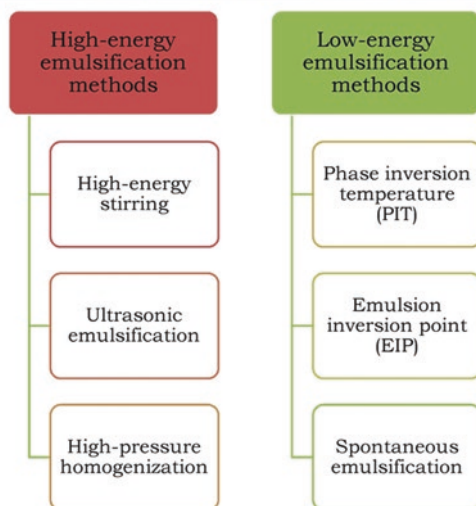 High-energy
emulsification
methods
High-energy
stirring
Ultrasonic
emulsification
High-pressure
homogenization
Low-energy
emulsification
methods
Phase inversion
temperature
(PIT)
Emulsion
inversion point
(EIP)
Spontaneous
emulsification